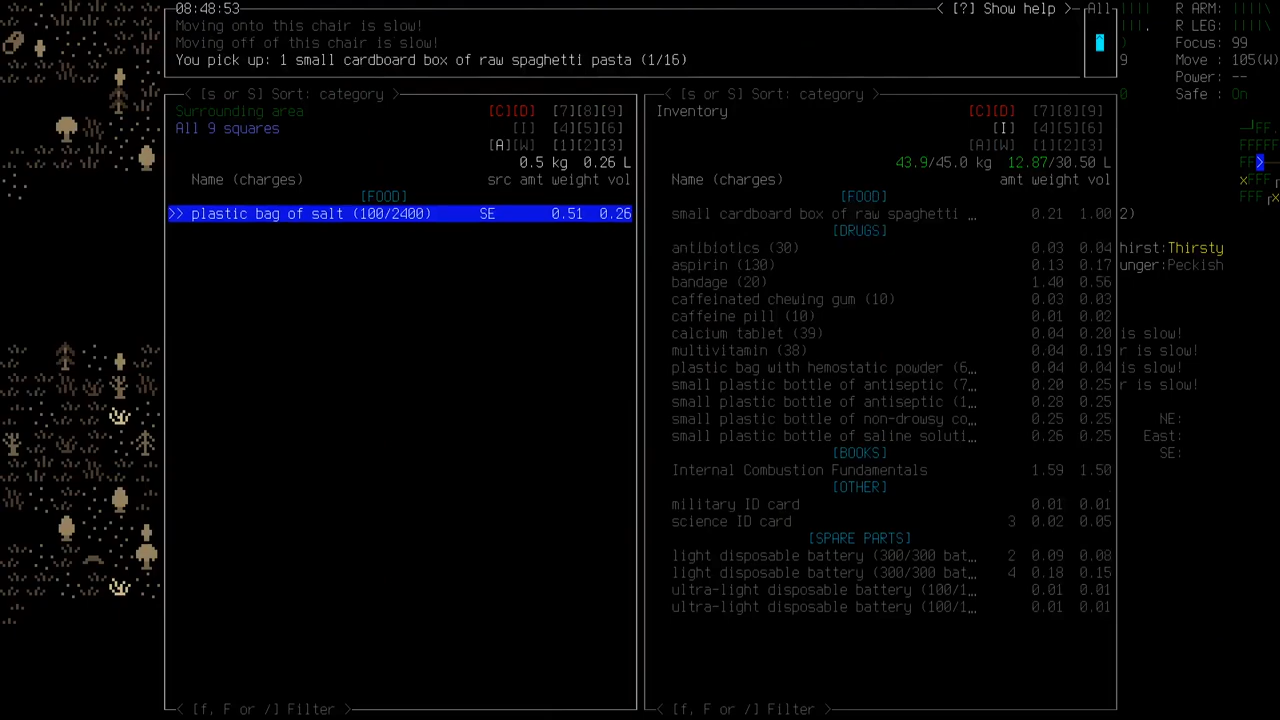 08:48:53 < [?] Show help > All
Moving onto this chair is slow!
Moving off of this chair is slow!
You pick up: 1 small cardboard box of raw spaghetti pasta (1/16)
R ARM:
R LEG:
Focus: 99
Move : 105(W)
Power: --
Safe : On
< [s or S] Sort: category >
Surrounding area [C][D] [7][8][9]
All 9 squares [I] [4][5][6]
[A][W] [1][2][3]
0.5 kg 0.26 L
Name (charges) src amt weight vol
[FOOD]
>> plastic bag of salt (100/2400) SE 0.51 0.26
< [f, F or /] Filter >
< [s or S] Sort: category >
Inventory [C][D] [7][8][9]
[I] [4][5][6]
[A][W] [1][2][3]
43.9/45.0 kg 12.87/30.50 L
Name (charges) amt weight vol
[FOOD]
small cardboard box of raw spaghetti … 0.21 1.00
[DRUGS]
antibiotics (30) 0.03 0.04
aspirin (130) 0.13 0.17
bandage (20) 1.40 0.56
caffeinated chewing gum (10) 0.03 0.03
caffeine pill (10) 0.01 0.02
calcium tablet (39) 0.04 0.20
multivitamin (38) 0.04 0.19
plastic bag with hemostatic powder (6… 0.04 0.04
small plastic bottle of antiseptic (7… 0.20 0.25
small plastic bottle of antiseptic (1… 0.28 0.25
small plastic bottle of non-drowsy co… 0.25 0.25
small plastic bottle of saline soluti… 0.26 0.25
[BOOKS]
Internal Combustion Fundamentals 1.59 1.50
[OTHER]
military ID card 0.01 0.01
science ID card 3 0.02 0.05
[SPARE PARTS]
light disposable battery (300/300 bat… 2 0.09 0.08
light disposable battery (300/300 bat… 4 0.18 0.15
ultra-light disposable battery (100/1… 0.01 0.01
ultra-light disposable battery (100/1… 0.01 0.01
< [f, F or /] Filter >
2)
hirst:Thirsty
unger:Peckish
is slow!
r is slow!
is slow!
r is slow!
NE:
East:
SE: